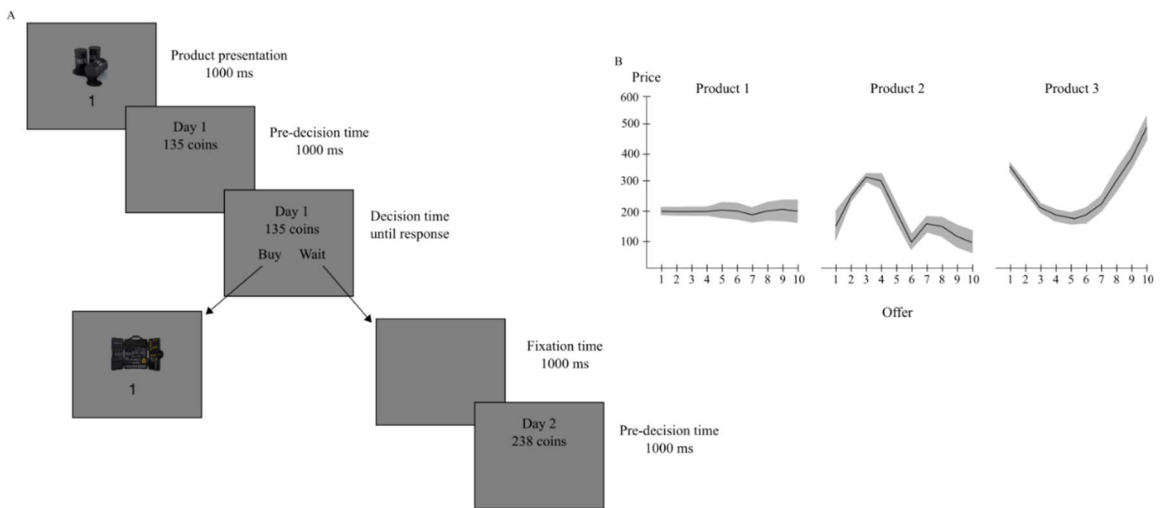 A
Product presentation
1000 ms
1
Day 1
135 coins
Pre-decision time
1000 ms
Day 1
135 coins
Buy Wait
Decision time
until response
1
Fixation time
1000 ms
Day 2
238 coins
Pre-decision time
1000 ms
B
Price
Product 1
Product 2
Product 3
600
500
400
300
200
100
1 2 3 4 5 6 7 8 9 10
1 2 3 4 5 6 7 8 9 10
1 2 3 4 5 6 7 8 9 10
Offer